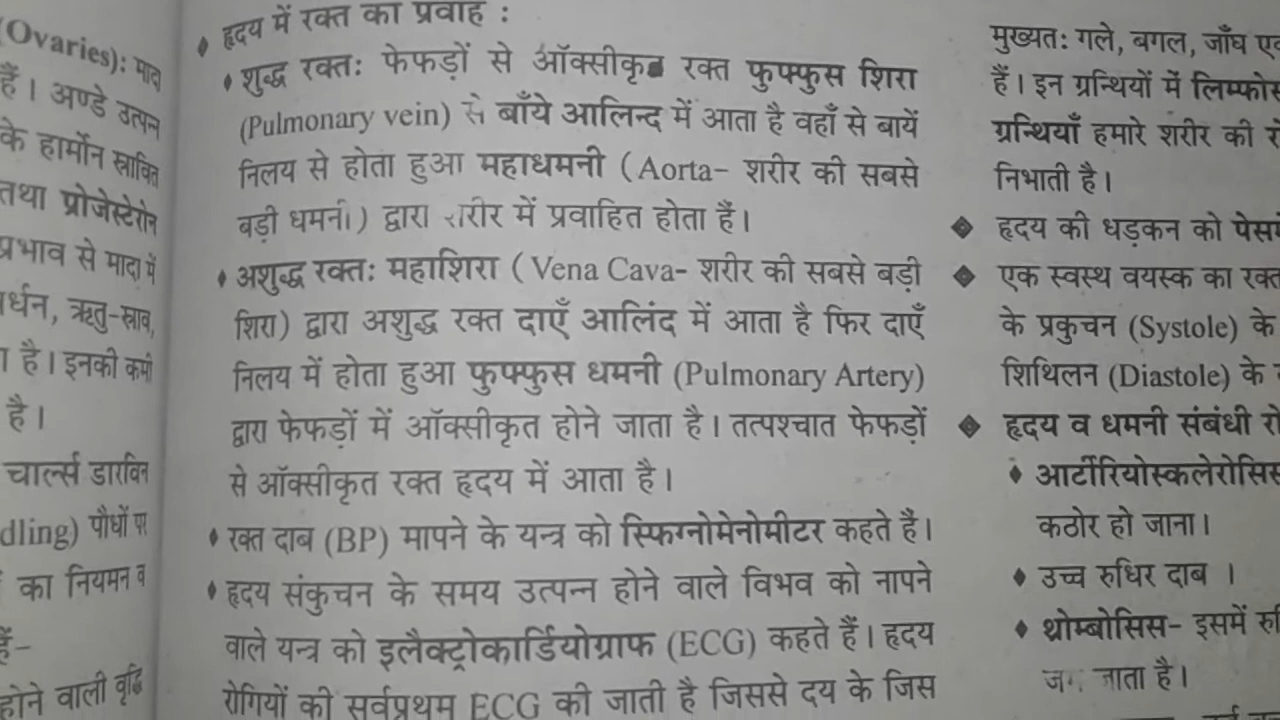 (Ovaries): मादा
हैं। अण्डे उत्पन्न
के हार्मोन स्त्रावित
तथा प्रोजेस्टेरोन
प्रभाव से मादा में
र्धन, ऋतु-स्त्राव,
है। इनकी कमी
है।
चार्ल्स डारविन
dling) पौधों पर
का नियमन व
हैं-
होने वाली वृद्धि
हृदय में रक्त का प्रवाह :
शुद्ध रक्त: फेफड़ों से ऑक्सीकृत रक्त फुफ्फुस शिरा
(Pulmonary vein) से बाँये आलिन्द में आता है वहाँ से बायें
निलय से होता हुआ महाधमनी (Aorta- शरीर की सबसे
बड़ी धमनी) द्वारा शरीर में प्रवाहित होता है।
अशुद्ध रक्त: महाशिरा (Vena Cava- शरीर की सबसे बड़ी
शिरा) द्वारा अशुद्ध रक्त दाएँ आलिंद में आता है फिर दाएँ
निलय में होता हुआ फुफ्फुस धमनी (Pulmonary Artery)
द्वारा फेफड़ों में ऑक्सीकृत होने जाता है। तत्पश्चात फेफड़ों
से ऑक्सीकृत रक्त हृदय में आता है।
रक्त दाब (BP) मापने के यन्त्र को स्फिग्नोमेनोमीटर कहते है।
हृदय संकुचन के समय उत्पन्न होने वाले विभव को नापने
वाले यन्त्र को इलैक्ट्रोकार्डियोग्राफ (ECG) कहते हैं। हृदय
रोगियों की सर्वप्रथम ECG की जाती है जिससे दय के जिस
मुख्यत: गले, बगल, जाँघ
हैं। इन ग्रन्थियों में
ग्रन्थियाँ हमारे शरीर की
निभाती है।
हृदय की धड़कन को
एक स्वस्थ वयस्क का रक्त
के प्रकुचन (Systole) के
शिथिलन (Diastole) के
हृदय व धमनी संबंधी
आर्टीरियोस्कलेरोसिस
कठोर हो जाना।
उच्च रुधिर दाब ।
थ्रोम्बोसिस- इसमें
जाता है।